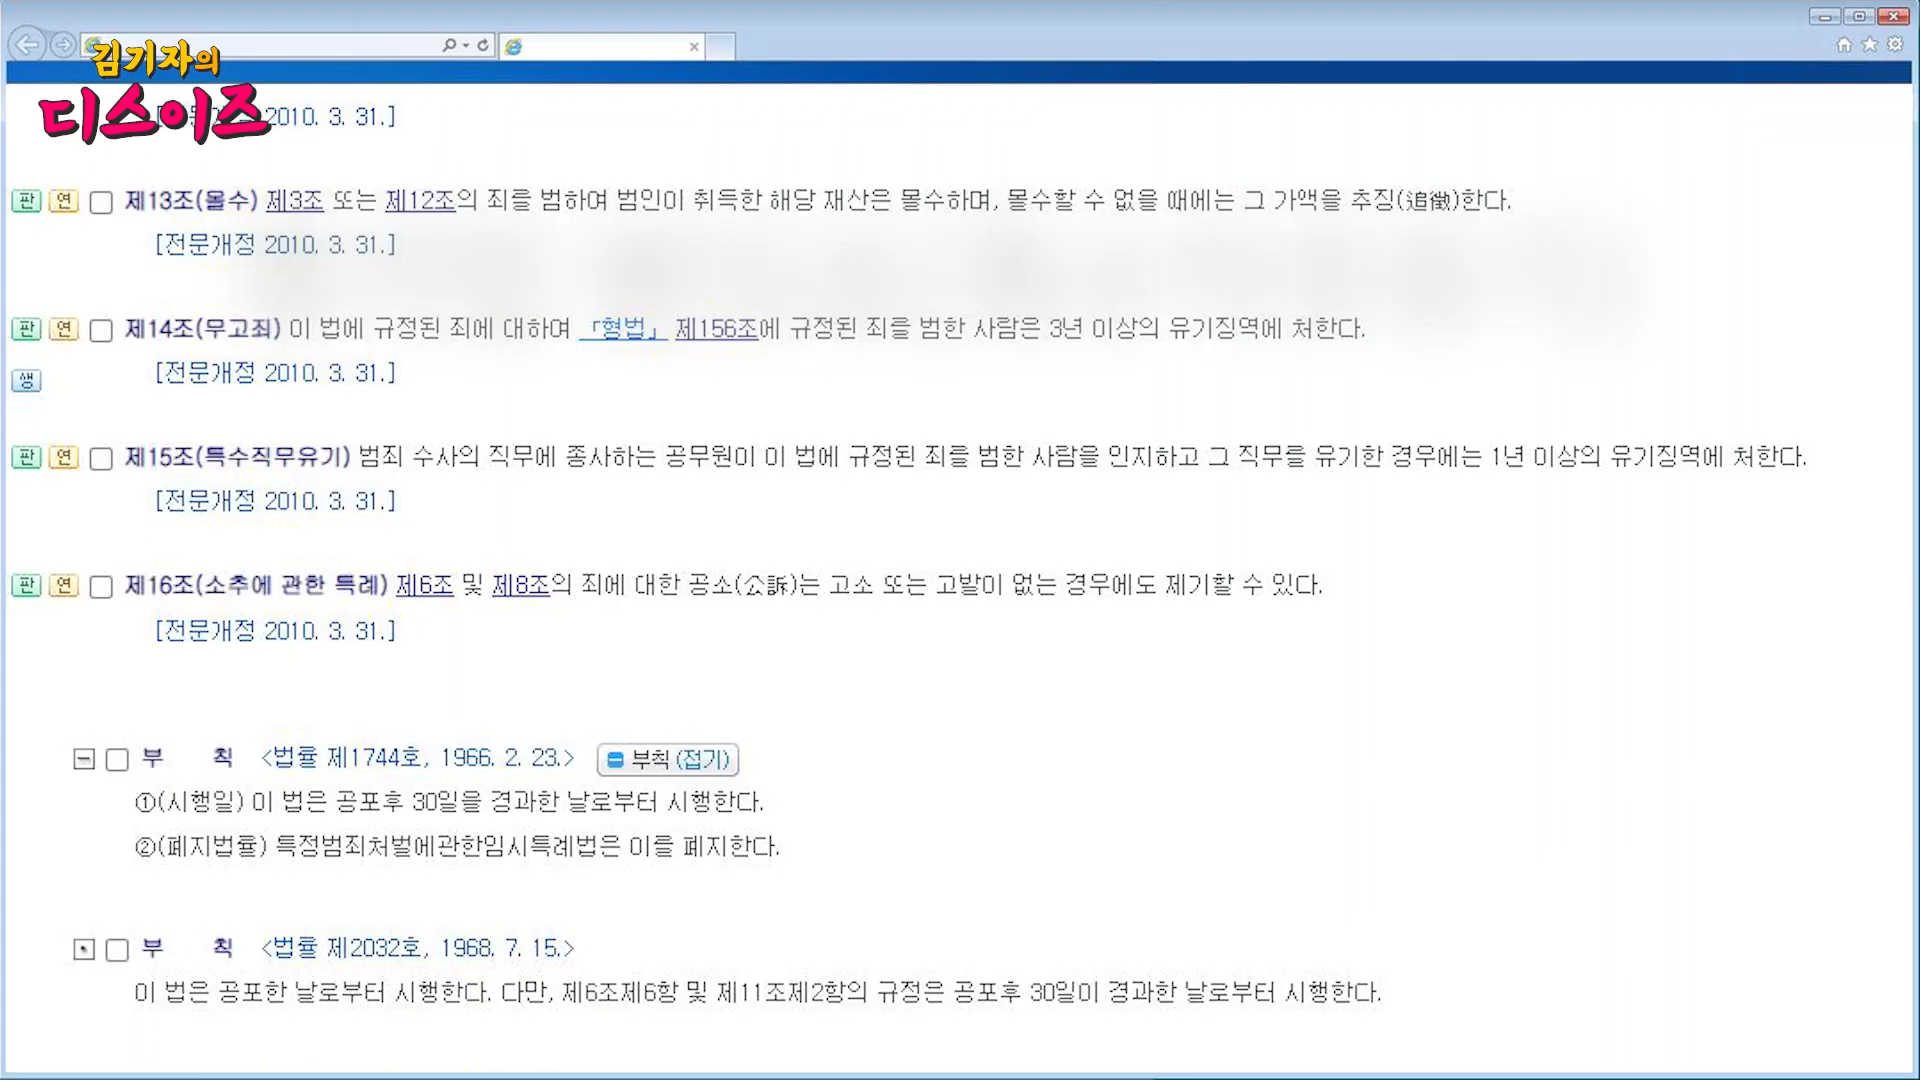 김기자의
디스이즈
2010. 3. 31.]
판 연 제13조(몰수) 제3조 또는 제12조의 죄를 범하여 범인이 취득한 해당 재산은 몰수하며, 몰수할 수 없을 때에는 그 가액을 추징(追徵)한다.
[전문개정 2010. 3. 31.]
판 연 제14조(무고죄) 이 법에 규정된 죄에 대하여 「형법」 제156조에 규정된 죄를 범한 사람은 3년 이상의 유기징역에 처한다.
생 [전문개정 2010. 3. 31.]
판 연 제15조(특수직무유기) 범죄 수사의 직무에 종사하는 공무원이 이 법에 규정된 죄를 범한 사람을 인지하고 그 직무를 유기한 경우에는 1년 이상의 유기징역에 처한다.
[전문개정 2010. 3. 31.]
판 연 제16조(소추에 관한 특례) 제6조 및 제8조의 죄에 대한 공소(公訴)는 고소 또는 고발이 없는 경우에도 제기할 수 있다.
[전문개정 2010. 3. 31.]
부 칙 <법률 제1744호, 1966. 2. 23.> 부칙 (접기)
①(시행일) 이 법은 공포후 30일을 경과한 날로부터 시행한다.
②(폐지법률) 특정범죄처벌에관한임시특례법은 이를 폐지한다.
부 칙 <법률 제2032호, 1968. 7. 15.>
이 법은 공포한 날로부터 시행한다. 다만, 제6조제6항 및 제11조제2항의 규정은 공포후 30일이 경과한 날로부터 시행한다.